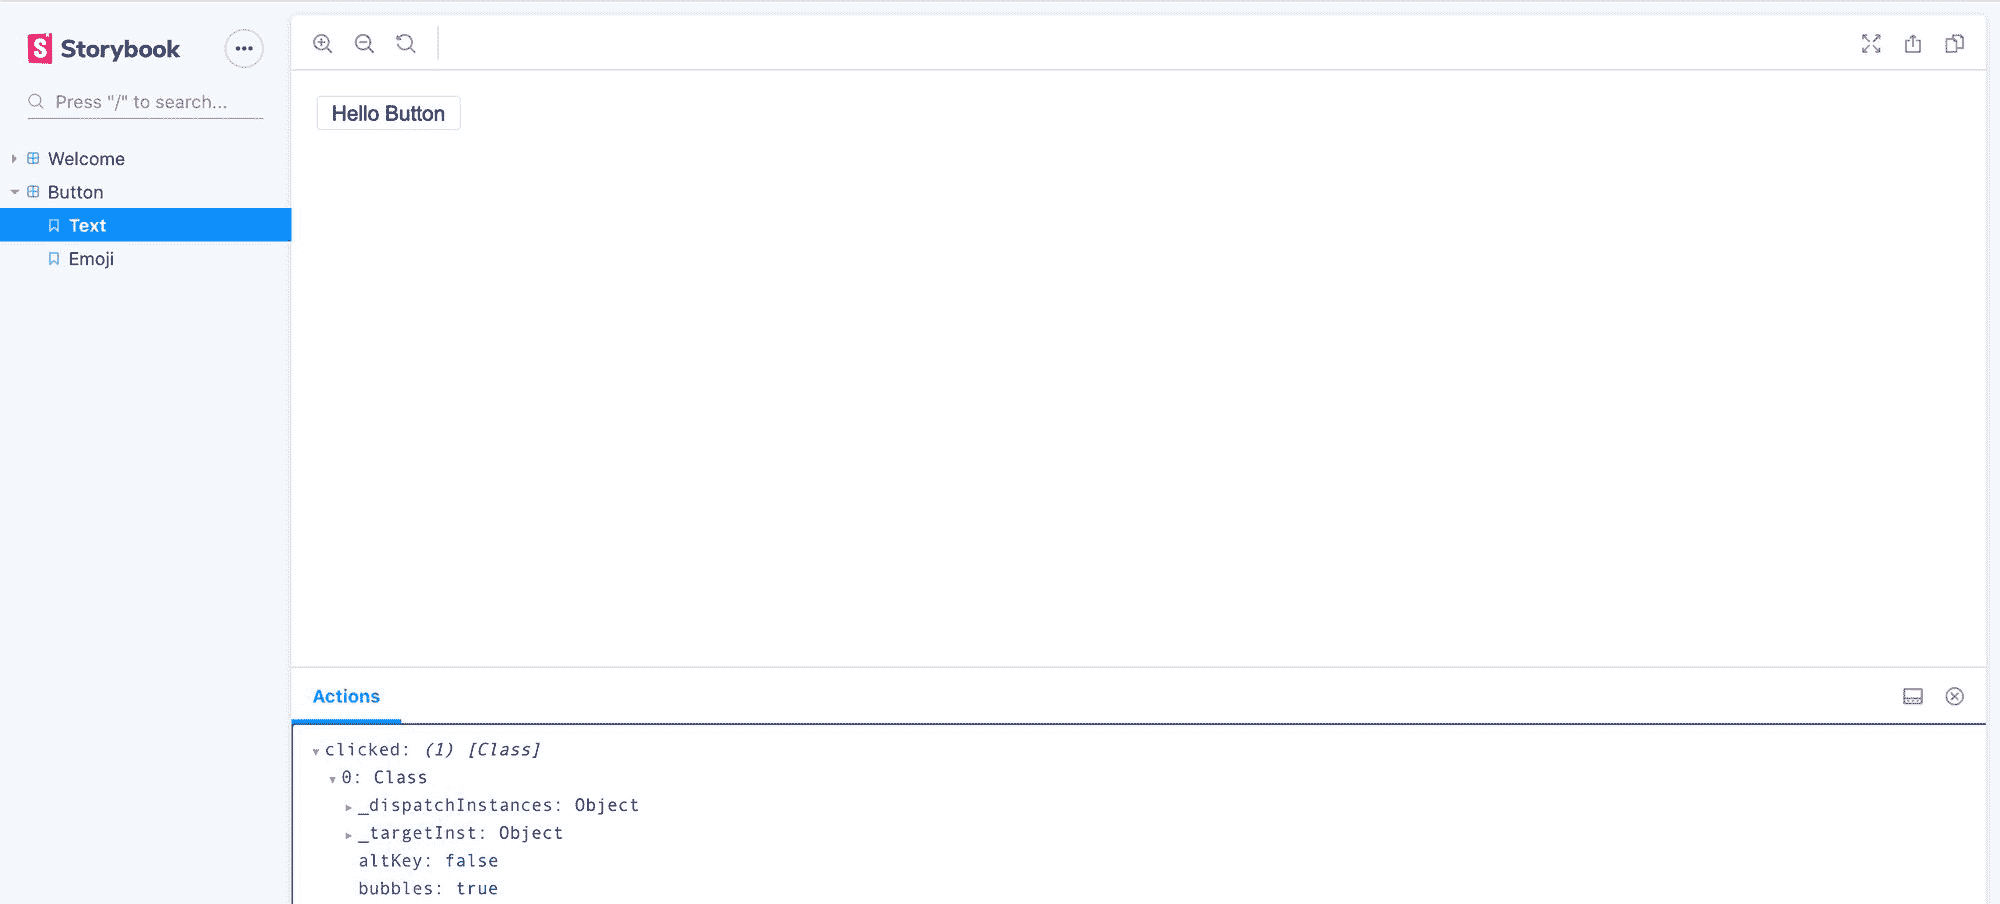 Storybook
Press "/" to search...
Welcome
Button
Text
Emoji
Hello Button
Actions
clicked: (1) [Class]
0: Class
_dispatchInstances: Object
_targetInst: Object
altKey: false
bubbles: true